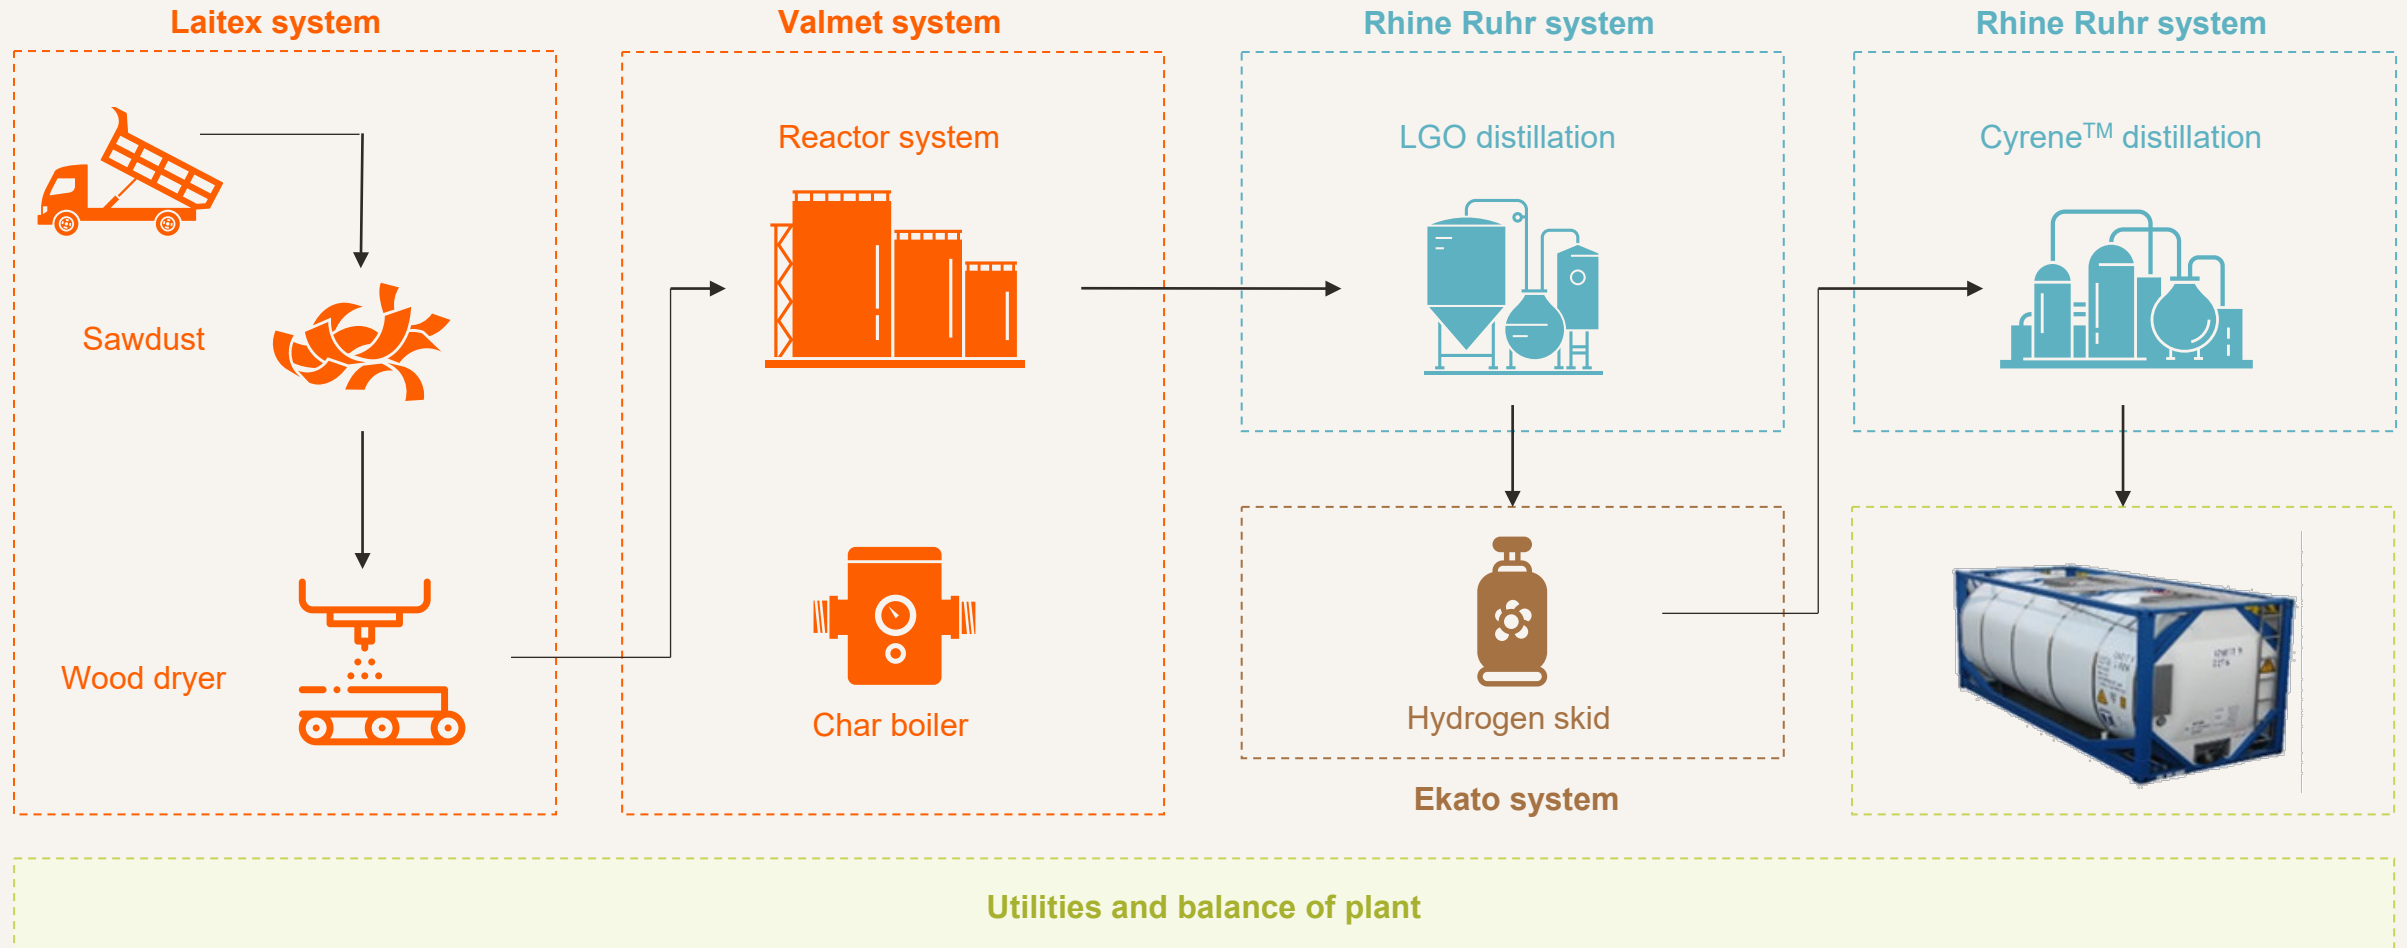 Laitex system
Valmet system
Rhine Ruhr system
Rhine Ruhr system
Reactor system
LGO distillation
Cyrene™ distillation
Sawdust
Wood dryer
Char boiler
Hydrogen skid
Ekato system
Utilities and balance of plant